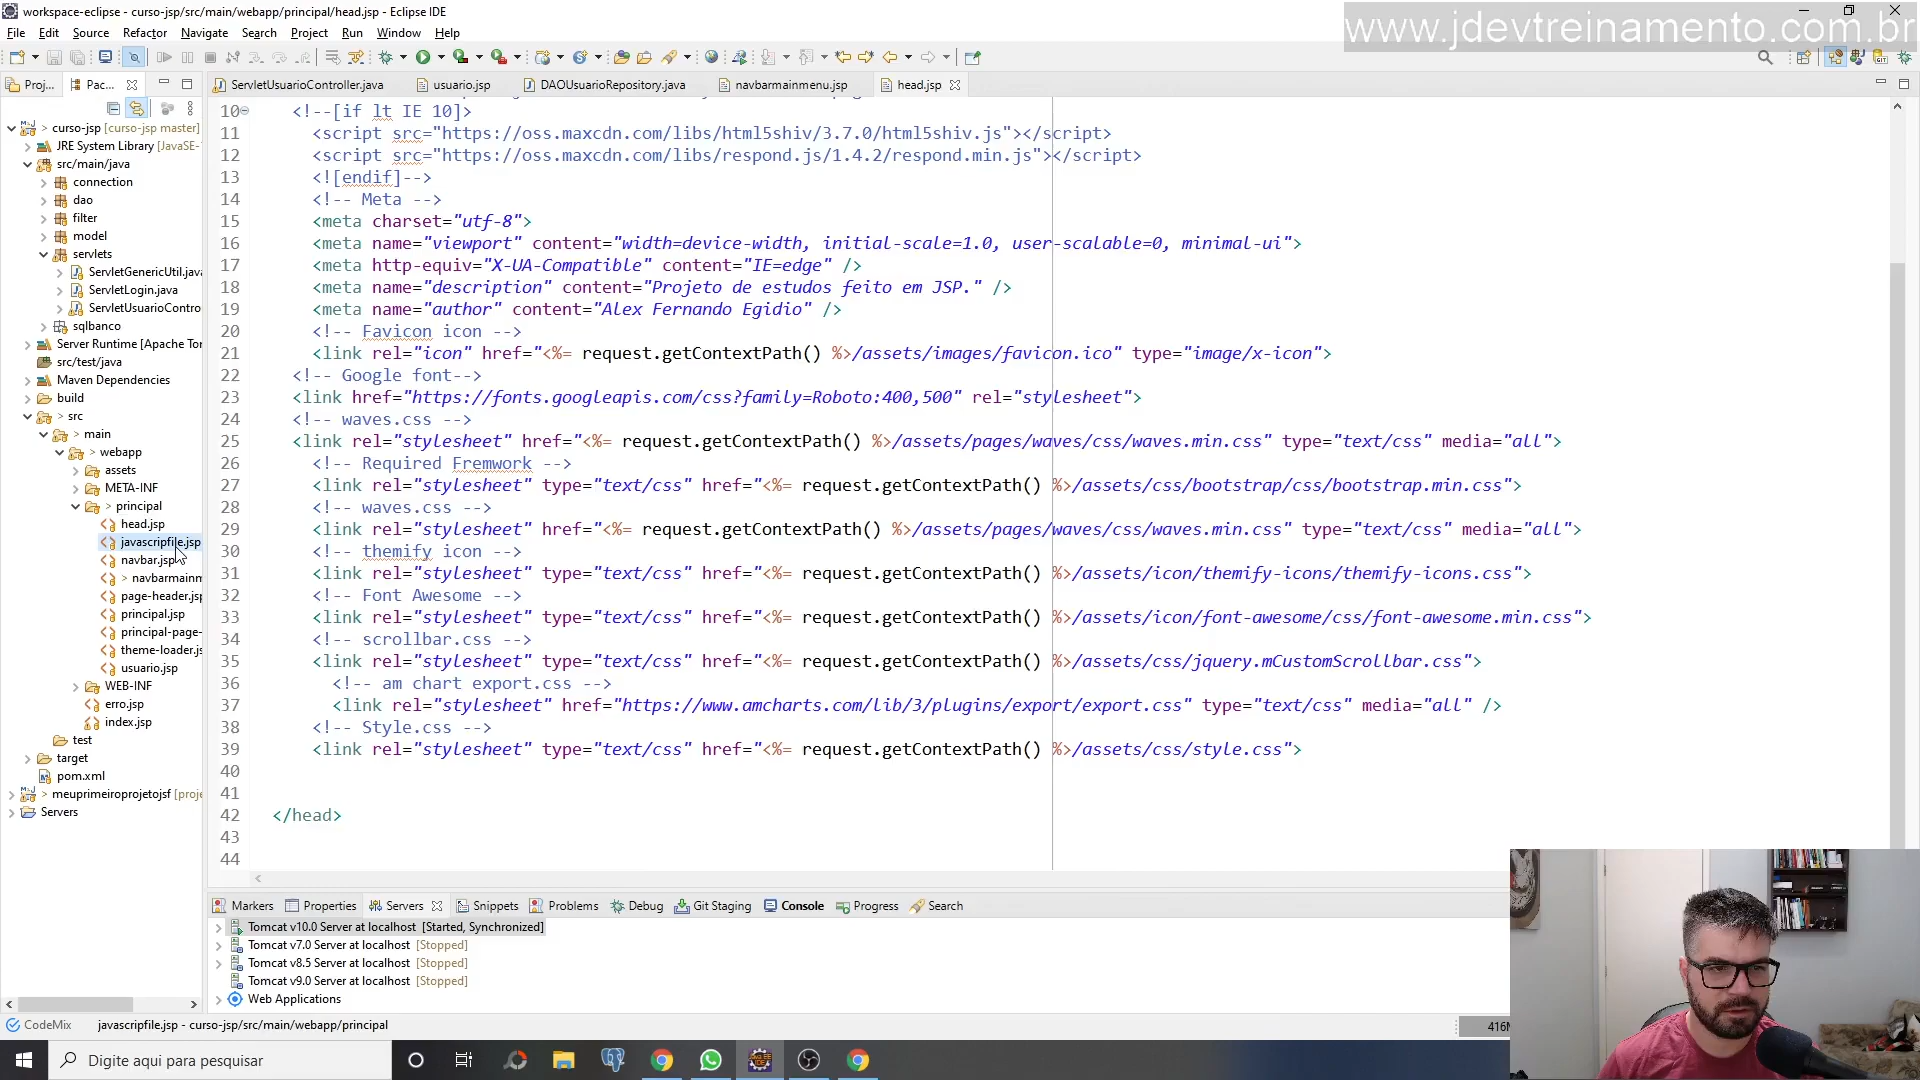 workspace-eclipse - curso-jsp/src/main/webapp/principal/head.jsp - Eclipse IDE
www.jdevtreinamento.com.br
File Edit Source Refactor Navigate Search Project Run Window Help
Proj... Pac... ServletUsuarioController.java usuario.jsp DAOUsuarioRepository.java navbarmainmenu.jsp head.jsp
> curso-jsp [curso-jsp master]
JRE System Library [JavaSE-
src/main/java
connection
dao
filter
model
servlets
ServletGenericUtil.java
ServletLogin.java
ServletUsuarioContro
sqlbanco
Server Runtime [Apache Tor
src/test/java
Maven Dependencies
build
> src
> main
> webapp
assets
META-INF
> principal
head.jsp
javascripfile.jsp
navbar.jsp
> navbarmainm
page-header.jsp
principal.jsp
principal-page-
theme-loader.js
usuario.jsp
WEB-INF
erro.jsp
index.jsp
test
target
pom.xml
> meuprimeiroprojetojsf [proje
Servers
10 <!--[if lt IE 10]>
11 <script src="https://oss.maxcdn.com/libs/html5shiv/3.7.0/html5shiv.js"></script>
12 <script src="https://oss.maxcdn.com/libs/respond.js/1.4.2/respond.min.js"></script>
13 <![endif]-->
14 <!-- Meta -->
15 <meta charset="utf-8">
16 <meta name="viewport" content="width=device-width, initial-scale=1.0, user-scalable=0, minimal-ui">
17 <meta http-equiv="X-UA-Compatible" content="IE=edge" />
18 <meta name="description" content="Projeto de estudos feito em JSP." />
19 <meta name="author" content="Alex Fernando Egidio" />
20 <!-- Favicon icon -->
21 <link rel="icon" href="<%= request.getContextPath() %>/assets/images/favicon.ico" type="image/x-icon">
22 <!-- Google font-->
23 <link href="https://fonts.googleapis.com/css?family=Roboto:400,500" rel="stylesheet">
24 <!-- waves.css -->
25 <link rel="stylesheet" href="<%= request.getContextPath() %>/assets/pages/waves/css/waves.min.css" type="text/css" media="all">
26 <!-- Required Fremwork -->
27 <link rel="stylesheet" type="text/css" href="<%= request.getContextPath() %>/assets/css/bootstrap/css/bootstrap.min.css">
28 <!-- waves.css -->
29 <link rel="stylesheet" href="<%= request.getContextPath() %>/assets/pages/waves/css/waves.min.css" type="text/css" media="all">
30 <!-- themify icon -->
31 <link rel="stylesheet" type="text/css" href="<%= request.getContextPath() %>/assets/icon/themify-icons/themify-icons.css">
32 <!-- Font Awesome -->
33 <link rel="stylesheet" type="text/css" href="<%= request.getContextPath() %>/assets/icon/font-awesome/css/font-awesome.min.css">
34 <!-- scrollbar.css -->
35 <link rel="stylesheet" type="text/css" href="<%= request.getContextPath() %>/assets/css/jquery.mCustomScrollbar.css">
36 <!-- am chart export.css -->
37 <link rel="stylesheet" href="https://www.amcharts.com/lib/3/plugins/export/export.css" type="text/css" media="all" />
38 <!-- Style.css -->
39 <link rel="stylesheet" type="text/css" href="<%= request.getContextPath() %>/assets/css/style.css">
40
41
42 </head>
43
44
Markers Properties Servers Snippets Problems Debug Git Staging Console Progress Search
Tomcat v10.0 Server at localhost [Started, Synchronized]
Tomcat v7.0 Server at localhost [Stopped]
Tomcat v8.5 Server at localhost [Stopped]
Tomcat v9.0 Server at localhost [Stopped]
Web Applications
CodeMix javascripfile.jsp - curso-jsp/src/main/webapp/principal 416M
Digite aqui para pesquisar